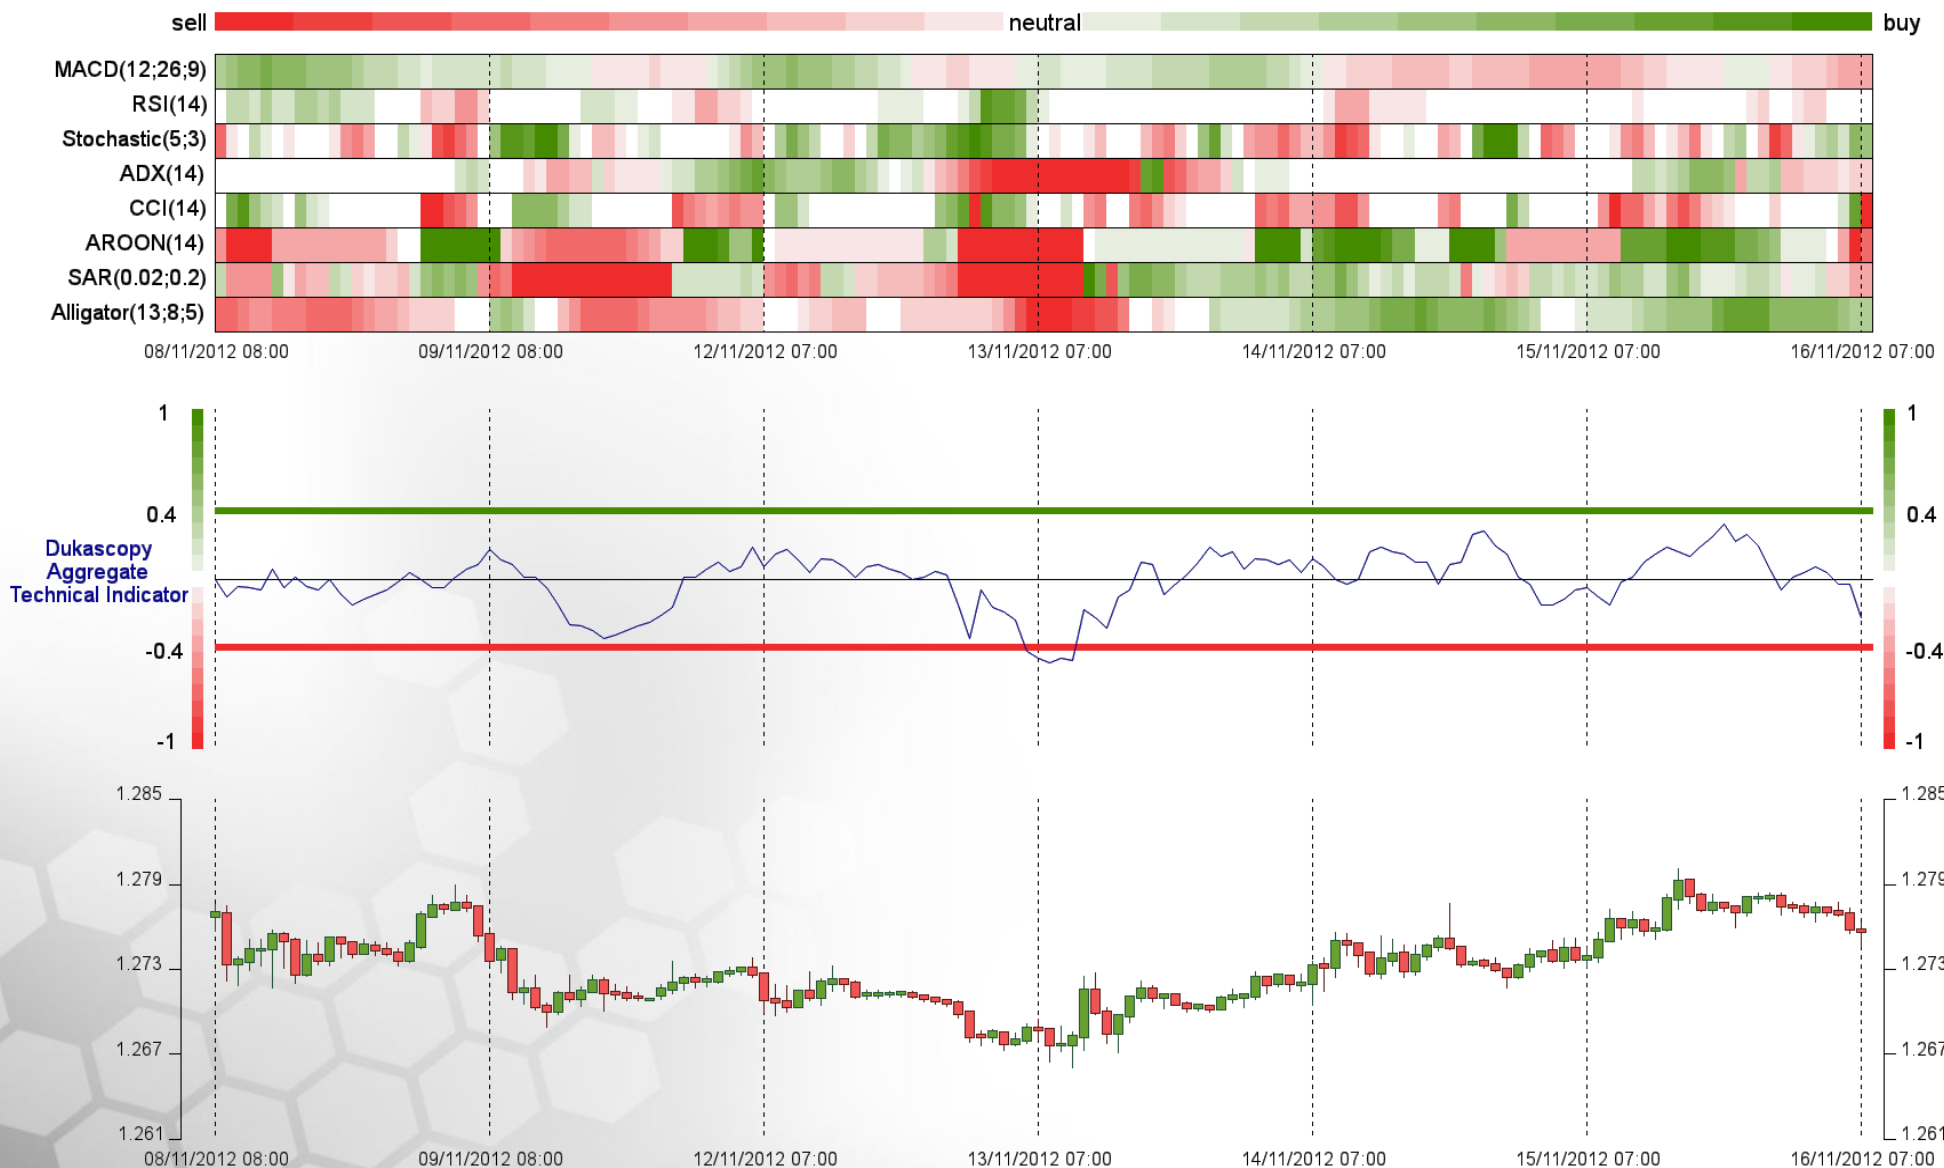 sell neutral buy
MACD(12;26;9)
RSI(14)
Stochastic(5;3)
ADX(14)
CCI(14)
AROON(14)
SAR(0.02;0.2)
Alligator(13;8;5)
08/11/2012 08:00 09/11/2012 08:00 12/11/2012 07:00 13/11/2012 07:00 14/11/2012 07:00 15/11/2012 07:00 16/11/2012 07:00
1 1
0.4 0.4
Dukascopy
Aggregate
Technical Indicator
-0.4 -0.4
-1 -1
1.285 1.285
1.279 1.279
1.273 1.273
1.267 1.267
1.261 1.261
08/11/2012 08:00 09/11/2012 08:00 12/11/2012 07:00 13/11/2012 07:00 14/11/2012 07:00 15/11/2012 07:00 16/11/2012 07:00